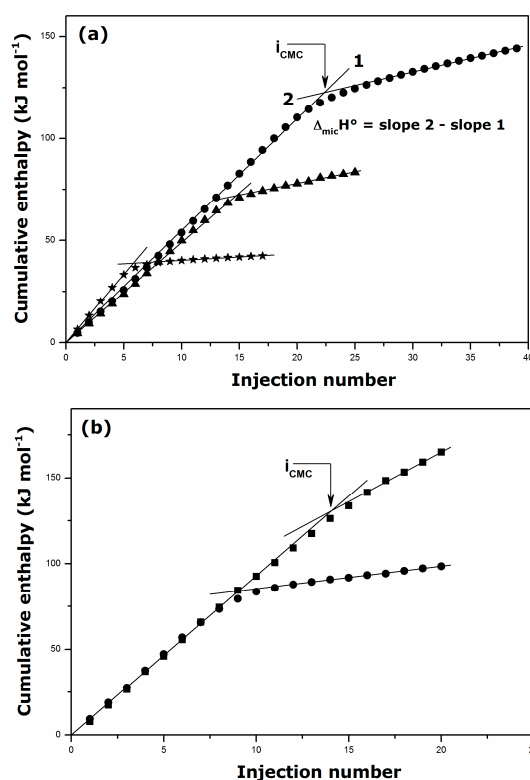 (a)
i_CMC
1
2
Δ_mic H° = slope 2 - slope 1
Cumulative enthalpy (kJ mol⁻¹)
150
100
50
0
0 5 10 15 20 25 30 35 40
Injection number
(b)
i_CMC
Cumulative enthalpy (kJ mol⁻¹)
150
100
50
0
0 5 10 15 20
Injection number